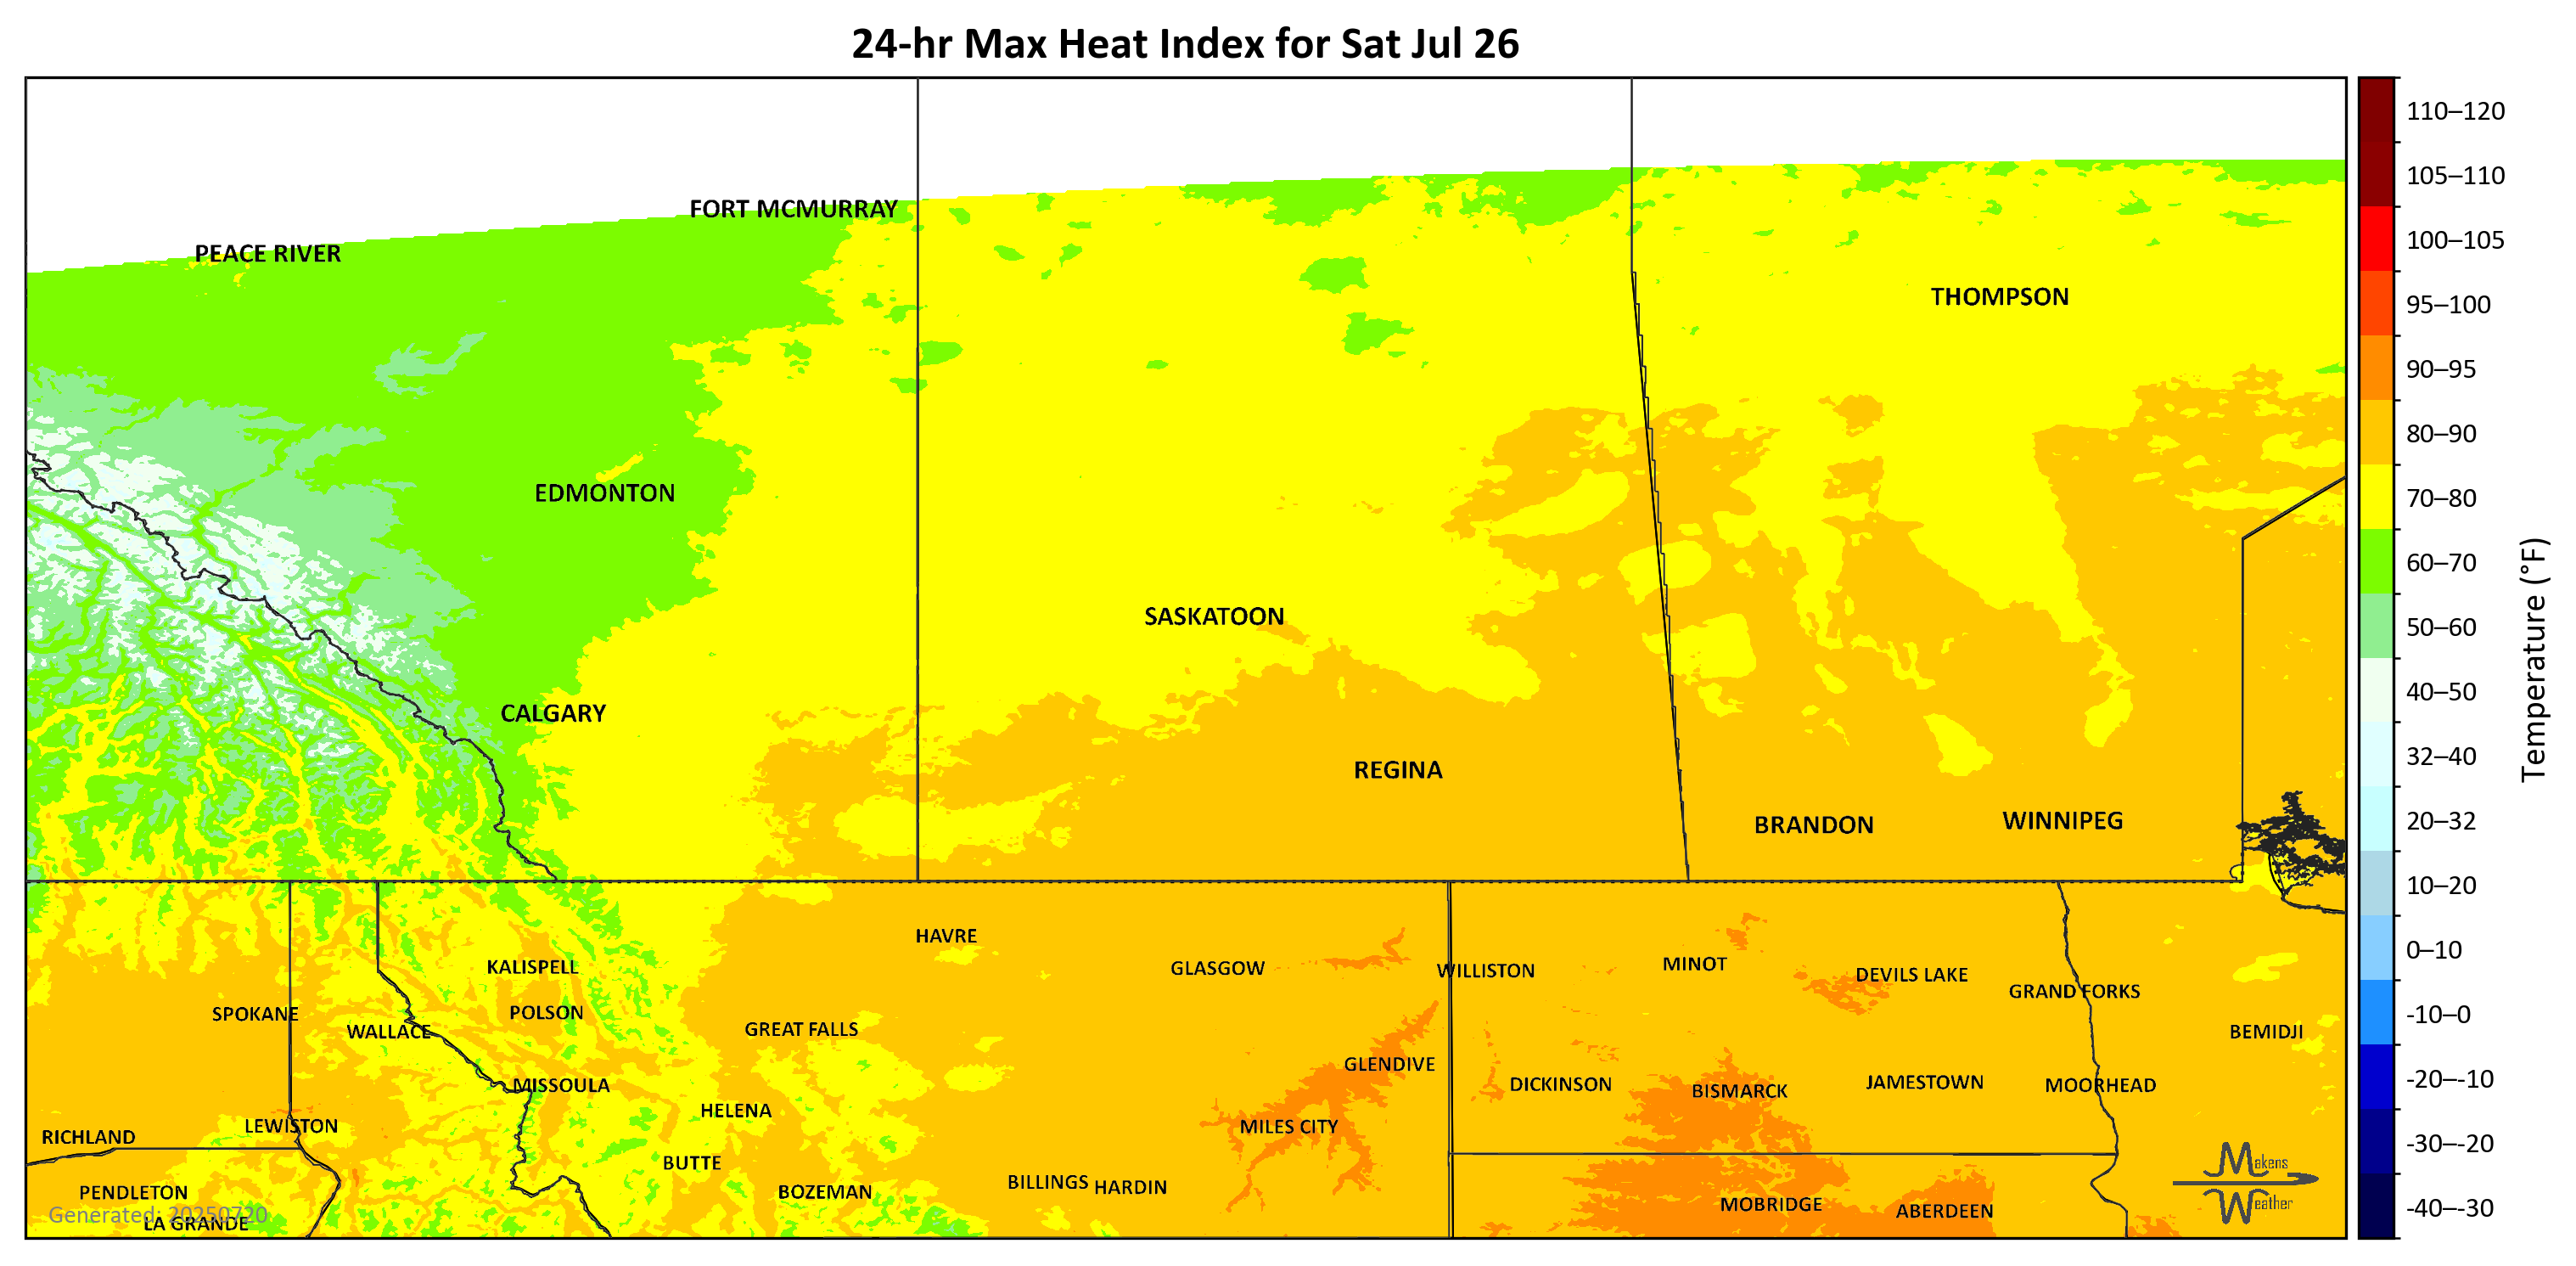 24-hr Max Heat Index for Sat Jul 26
FORT MCMURRAY
PEACE RIVER
THOMPSON
EDMONTON
SASKATOON
CALGARY
REGINA
BRANDON
WINNIPEG
HAVRE
KALISPELL
GLASGOW
WILLISTON
MINOT
DEVILS LAKE
GRAND FORKS
SPOKANE
POLSON
WALLACE
GREAT FALLS
BEMIDJI
GLENDIVE
MISSOULA
DICKINSON
BISMARCK
JAMESTOWN
MOORHEAD
HELENA
LEWISTON
MILES CITY
RICHLAND
BUTTE
BILLINGS
HARDIN
PENDLETON
BOZEMAN
MOBRIDGE
ABERDEEN
Generated: 20250720
LA GRANDE
Makens
Weather
110–120
105–110
100–105
95–100
90–95
80–90
70–80
60–70
50–60
40–50
32–40
20–32
10–20
0–10
-10–0
-20–-10
-30–-20
-40–-30
Temperature (°F)